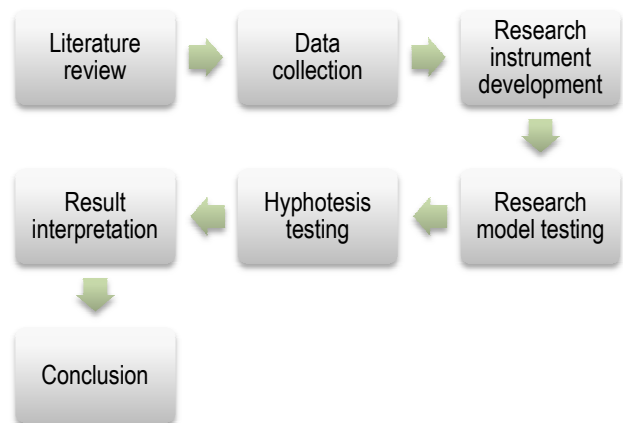 Literature
review
Data
collection
Research
instrument
development
Research
model testing
Hyphotesis
testing
Result
interpretation
Conclusion